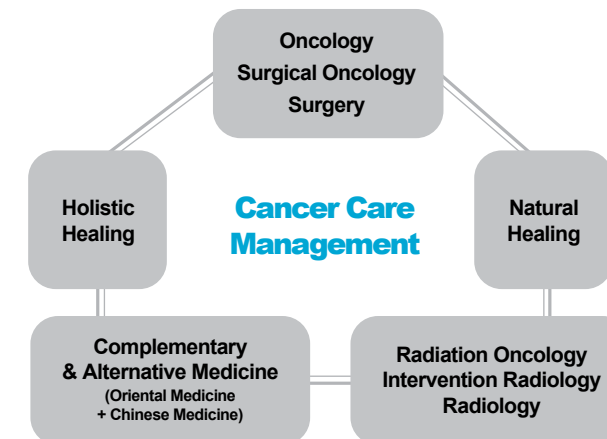 Oncology
Surgical Oncology
Surgery
Holistic
Healing
Cancer Care
Management
Natural
Healing
Complementary
& Alternative Medicine
(Oriental Medicine
+ Chinese Medicine)
Radiation Oncology
Intervention Radiology
Radiology